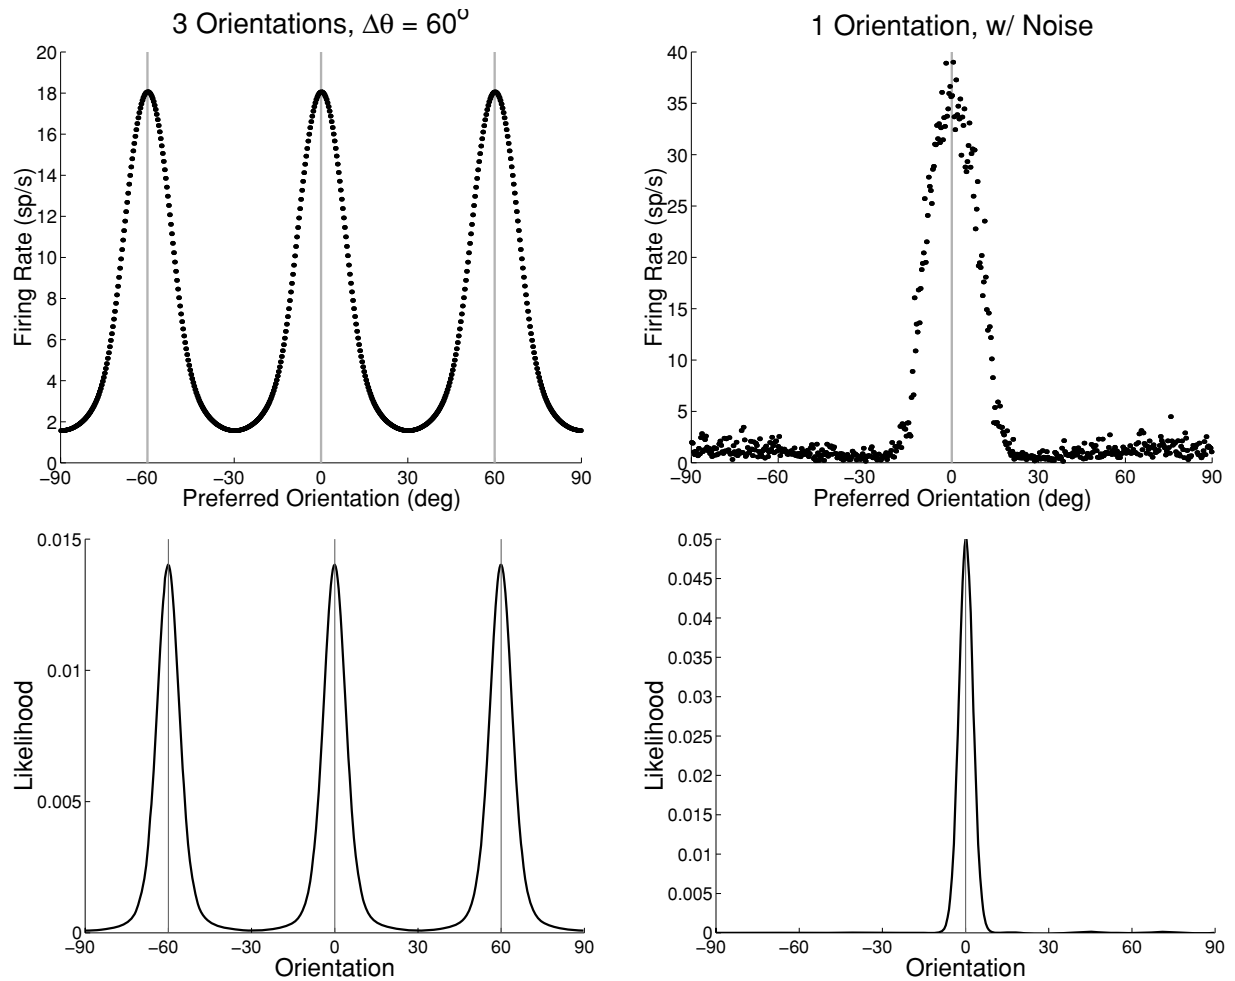 3 Orientations, Δθ = 60o
20
18
16
14
12
10
8
6
4
2
0
Firing Rate (sp/s)
−90 −60 −30 0 30 60 90
Preferred Orientation (deg)
1 Orientation, w/ Noise
40
35
30
25
20
15
10
5
0
Firing Rate (sp/s)
−90 −60 −30 0 30 60 90
Preferred Orientation (deg)
0.015
0.01
0.005
0
Likelihood
−90 −60 −30 0 30 60 90
Orientation
0.05
0.045
0.04
0.035
0.03
0.025
0.02
0.015
0.01
0.005
0
Likelihood
−90 −60 −30 0 30 60 90
Orientation